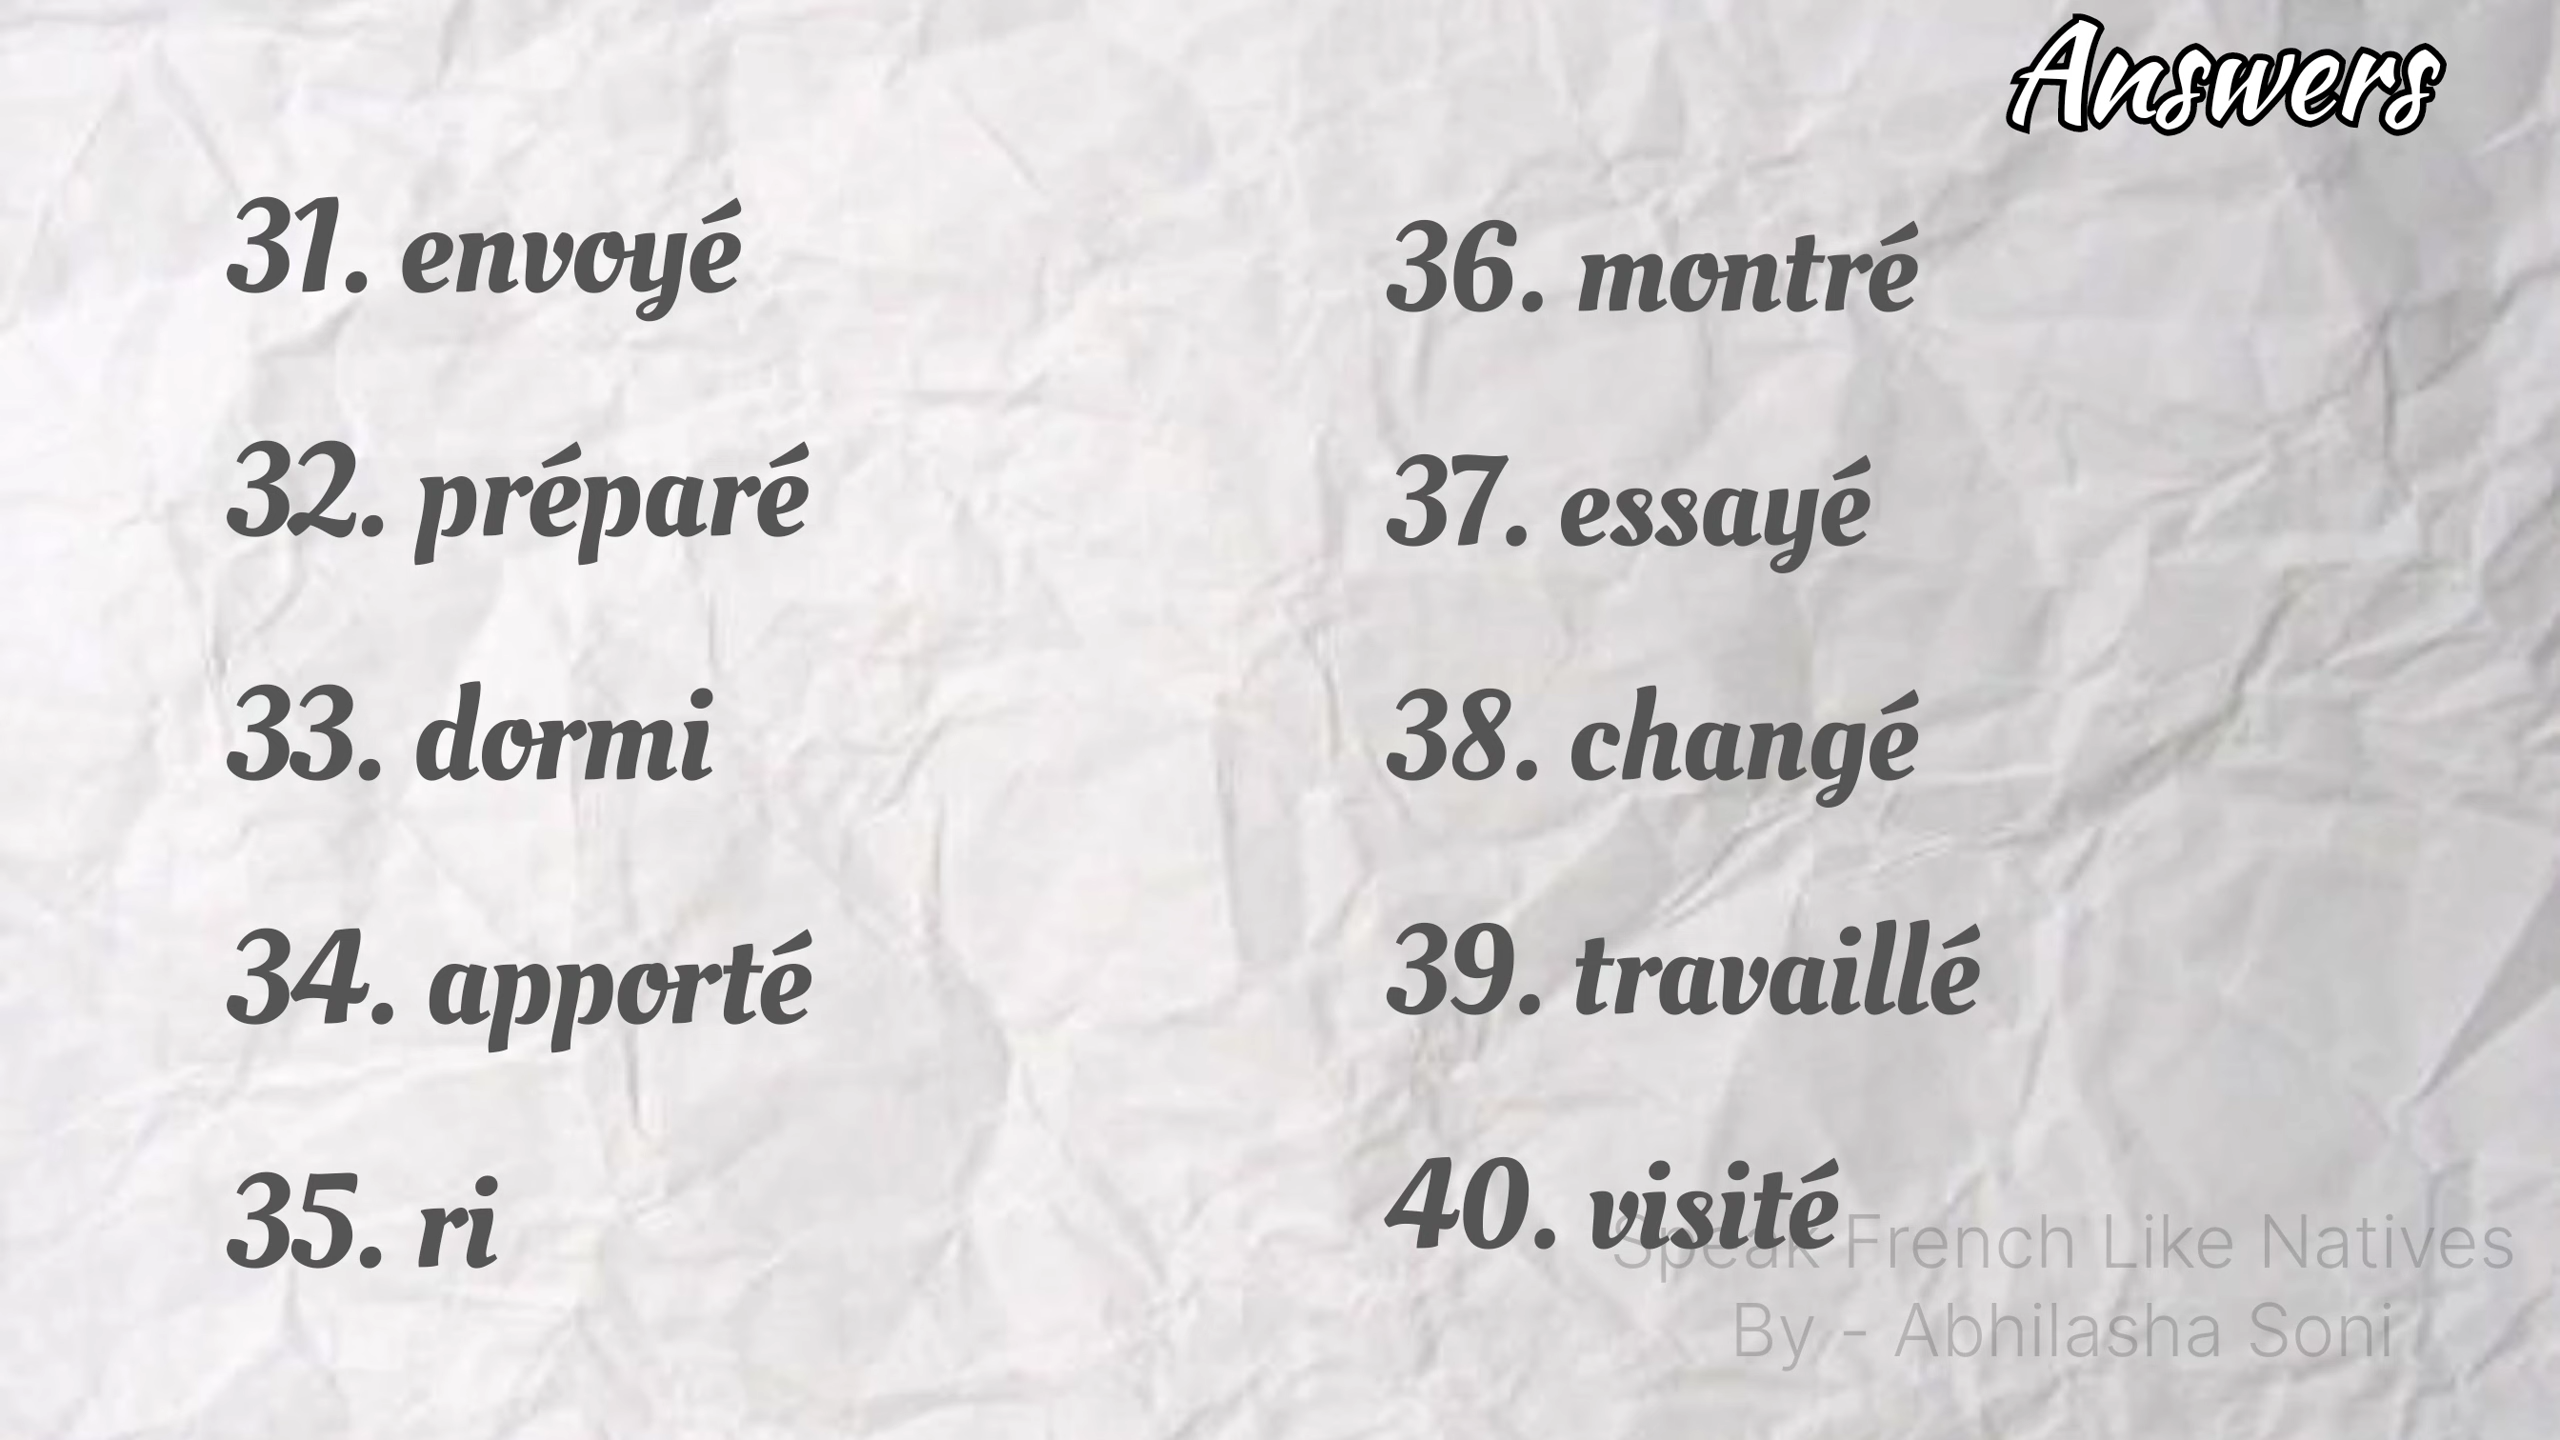 Answers
31. envoyé
32. préparé
33. dormi
34. apporté
35. ri
36. montré
37. essayé
38. changé
39. travaillé
40. visité
Speak French Like Natives
By - Abhilasha Soni